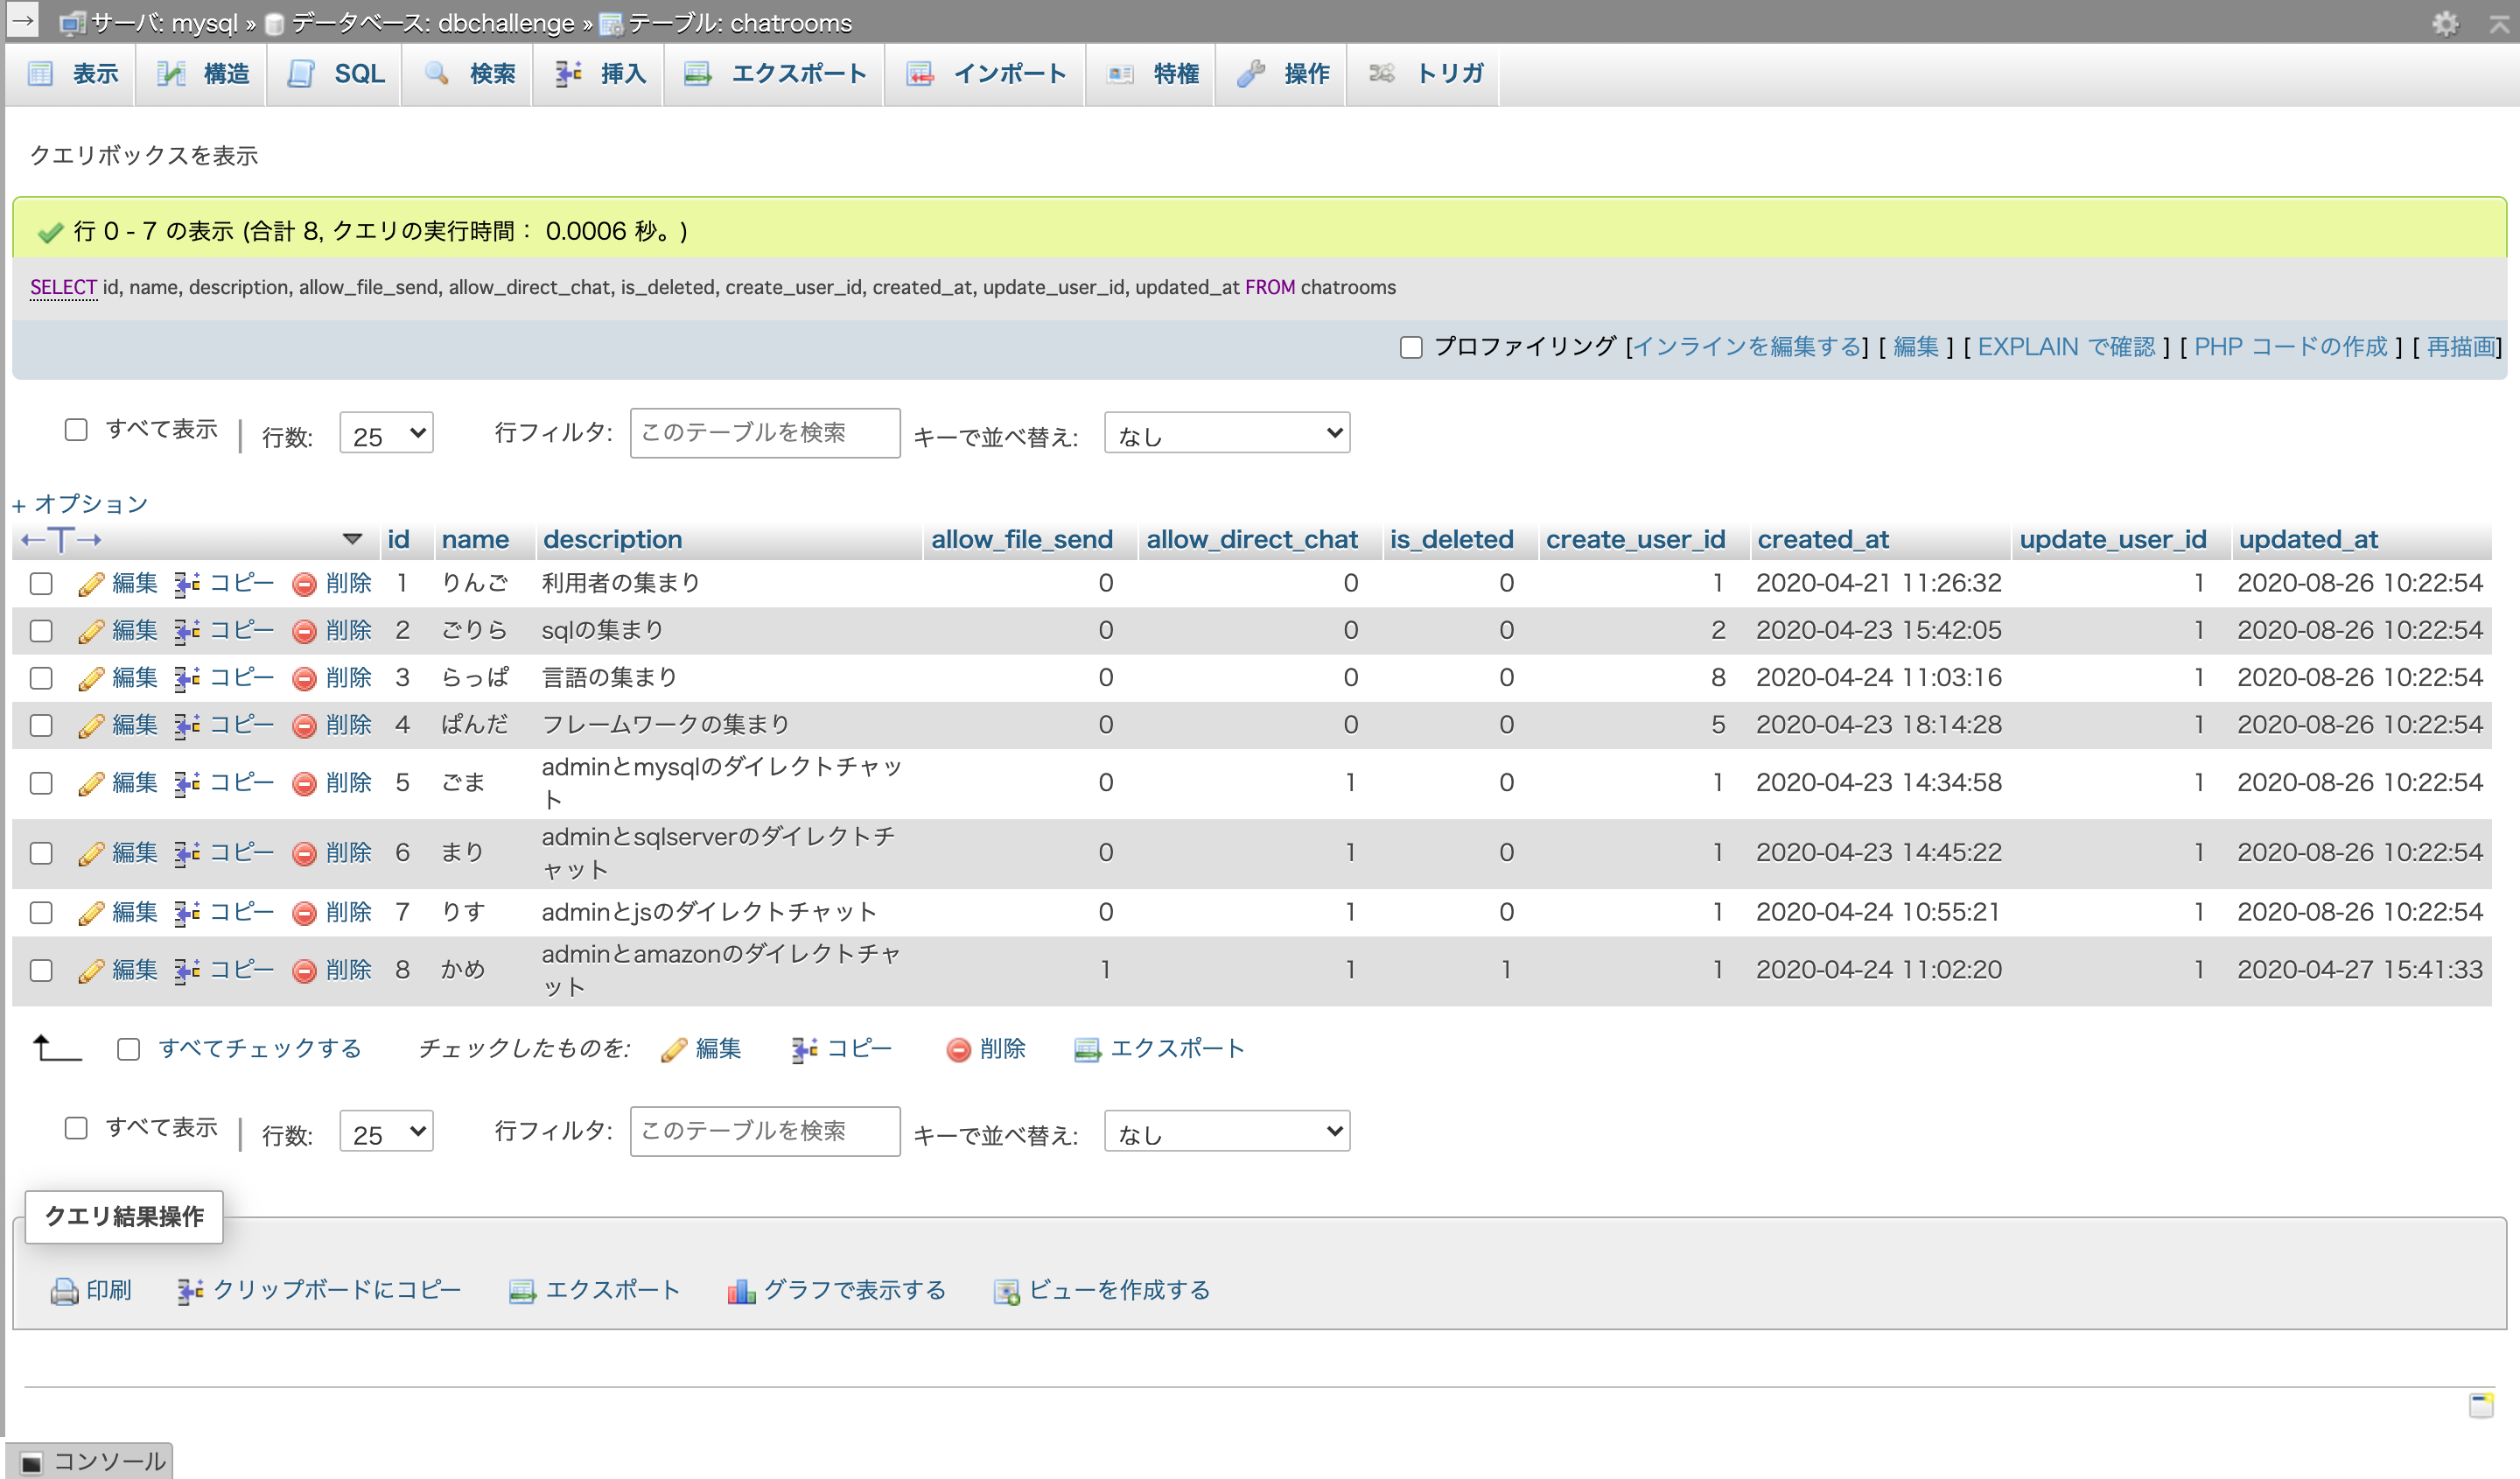 → サーバ: mysql » データベース: dbchallenge » テーブル: chatrooms
表示 構造 SQL 検索 挿入 エクスポート インポート 特権 操作 トリガ
クエリボックスを表示
行 0 - 7 の表示 (合計 8, クエリの実行時間： 0.0006 秒。)
SELECT id, name, description, allow_file_send, allow_direct_chat, is_deleted, create_user_id, created_at, update_user_id, updated_at FROM chatrooms
プロファイリング [インラインを編集する] [ 編集 ] [ EXPLAIN で確認 ] [ PHP コードの作成 ] [ 再描画]
すべて表示 | 行数: 25 行フィルタ: このテーブルを検索 キーで並べ替え: なし
+ オプション
←T→ id name description allow_file_send allow_direct_chat is_deleted create_user_id created_at update_user_id updated_at
編集 コピー 削除 1 りんご 利用者の集まり 0 0 0 1 2020-04-21 11:26:32 1 2020-08-26 10:22:54
編集 コピー 削除 2 ごりら sqlの集まり 0 0 0 2 2020-04-23 15:42:05 1 2020-08-26 10:22:54
編集 コピー 削除 3 らっぱ 言語の集まり 0 0 0 8 2020-04-24 11:03:16 1 2020-08-26 10:22:54
編集 コピー 削除 4 ぱんだ フレームワークの集まり 0 0 0 5 2020-04-23 18:14:28 1 2020-08-26 10:22:54
編集 コピー 削除 5 ごま adminとmysqlのダイレクトチャッ
ト 0 1 0 1 2020-04-23 14:34:58 1 2020-08-26 10:22:54
編集 コピー 削除 6 まり adminとsqlserverのダイレクトチ
ャット 0 1 0 1 2020-04-23 14:45:22 1 2020-08-26 10:22:54
編集 コピー 削除 7 りす adminとjsのダイレクトチャット 0 1 0 1 2020-04-24 10:55:21 1 2020-08-26 10:22:54
編集 コピー 削除 8 かめ adminとamazonのダイレクトチャ
ット 1 1 1 1 2020-04-24 11:02:20 1 2020-04-27 15:41:33
すべてチェックする チェックしたものを: 編集 コピー 削除 エクスポート
すべて表示 | 行数: 25 行フィルタ: このテーブルを検索 キーで並べ替え: なし
クエリ結果操作
印刷 クリップボードにコピー エクスポート グラフで表示する ビューを作成する
コンソール